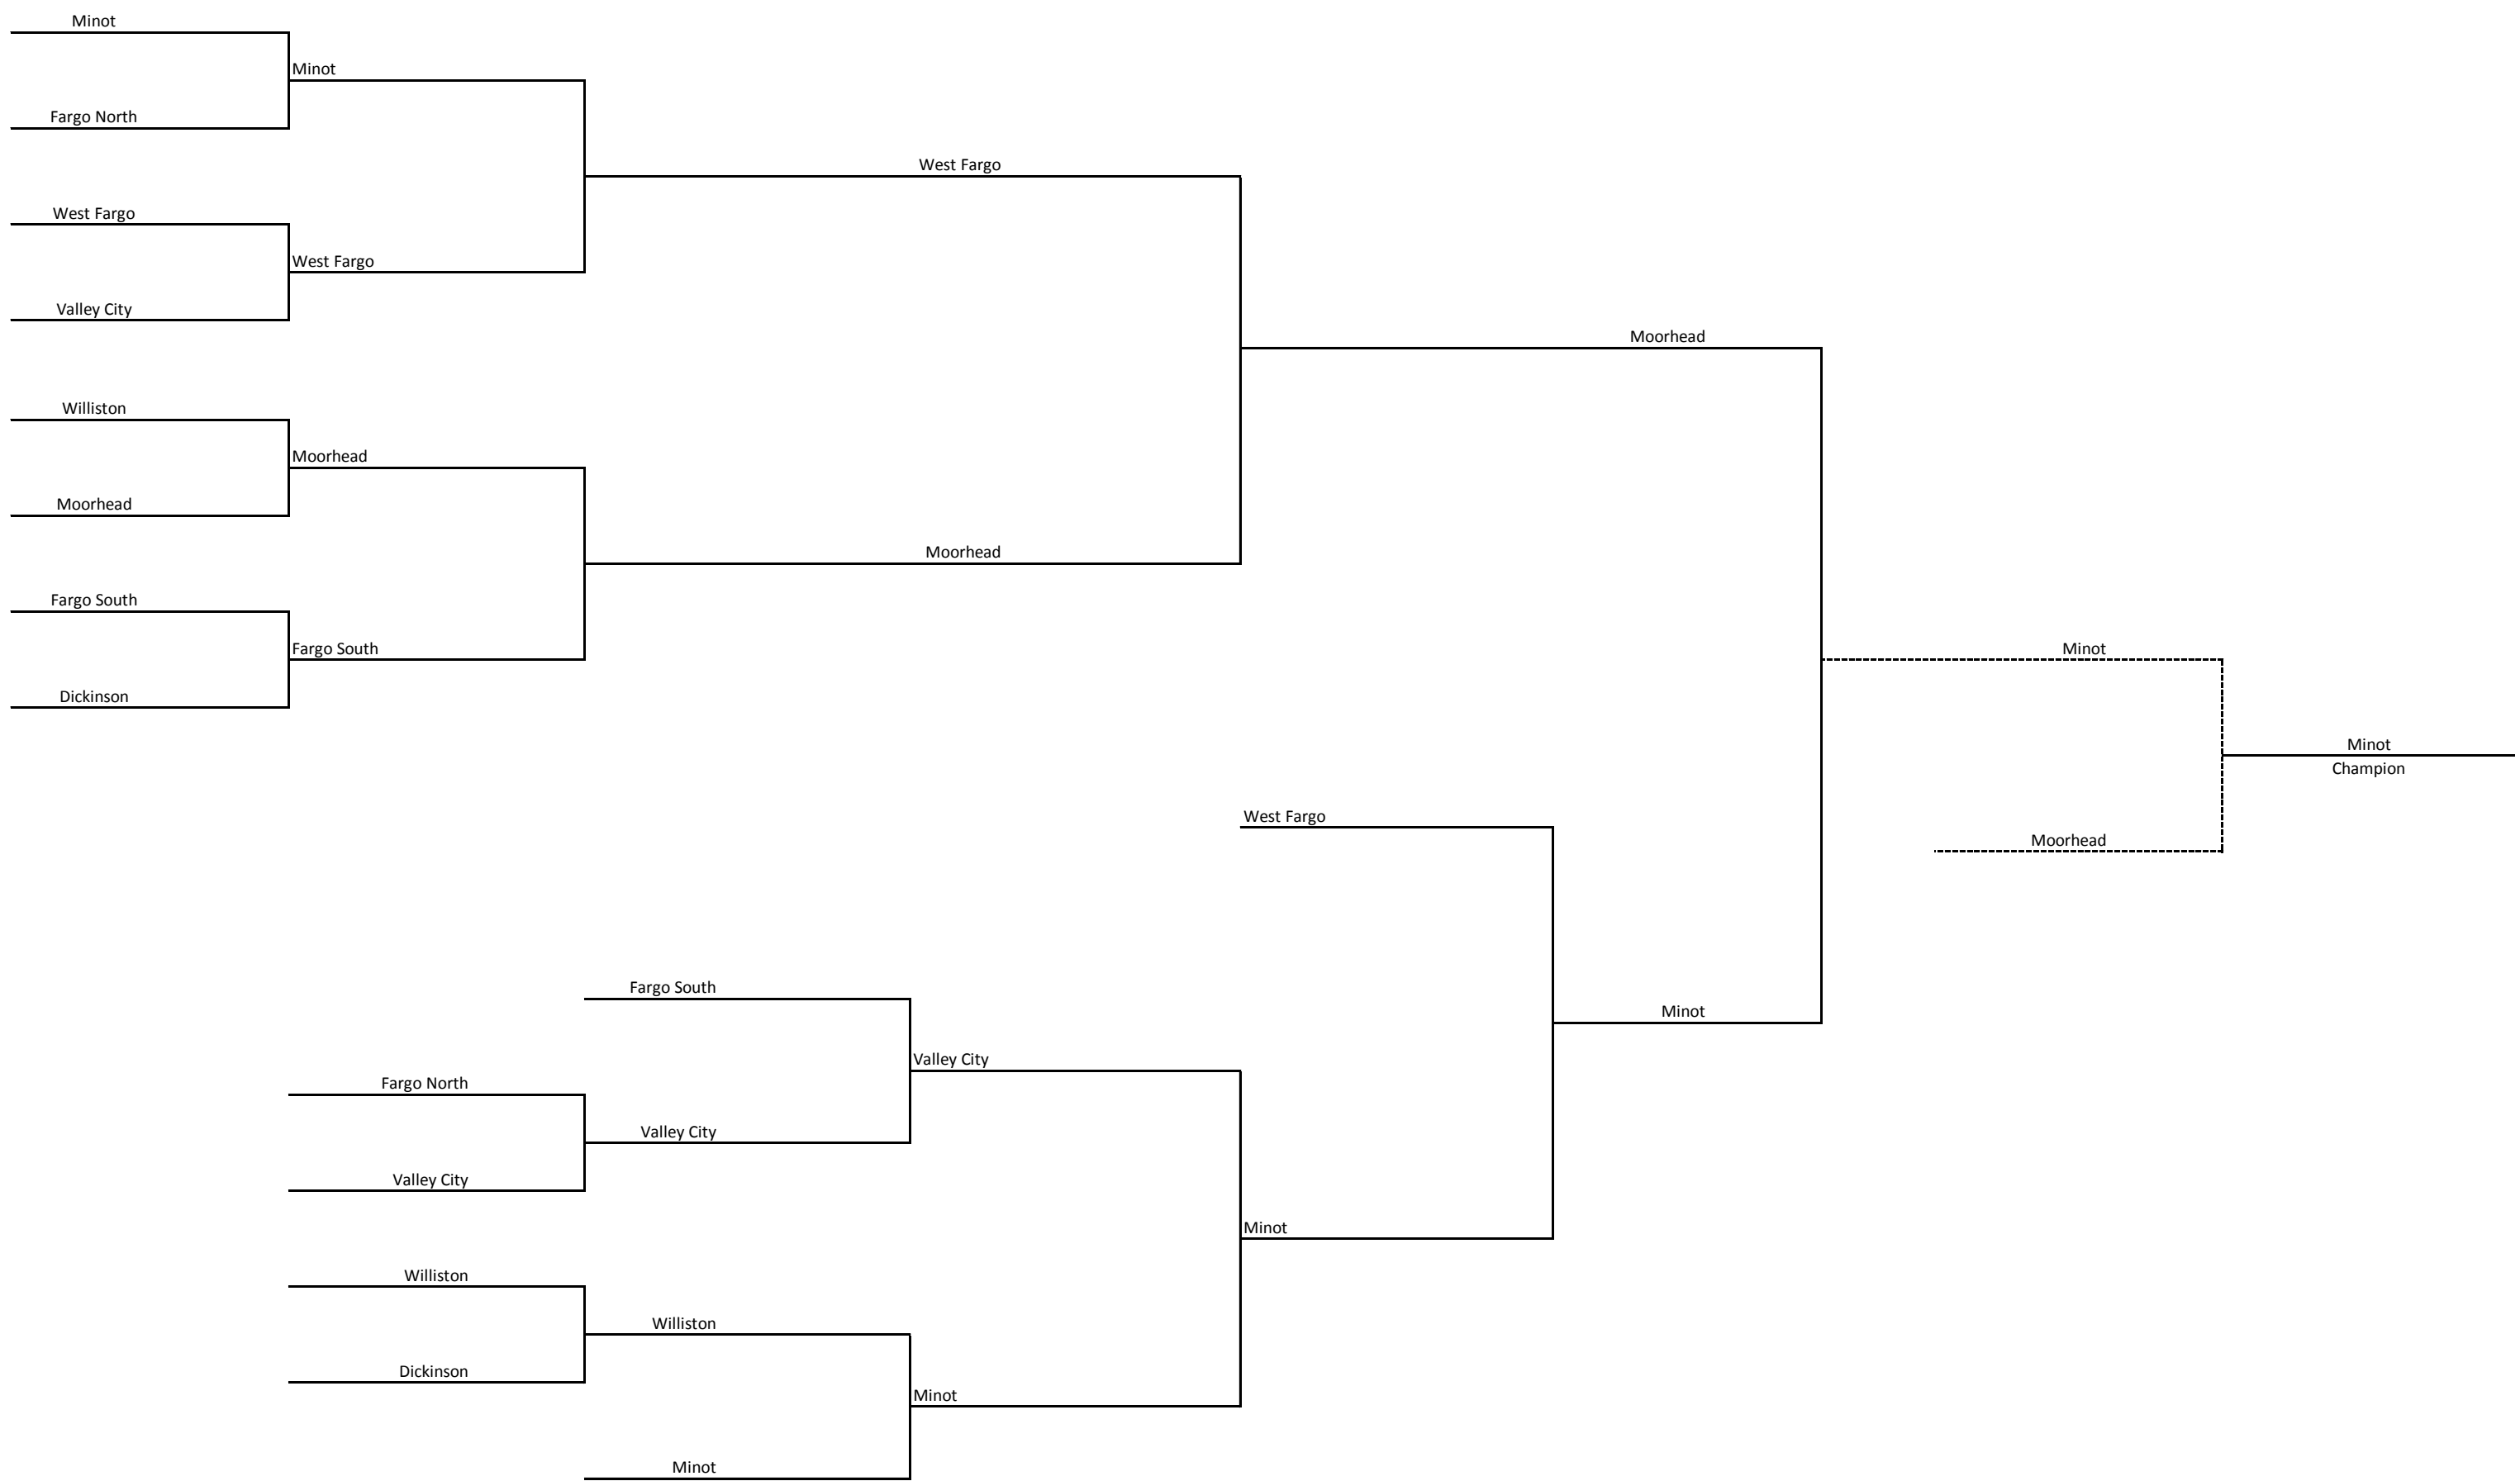 Minot
Minot
Fargo North
West Fargo
West Fargo
West Fargo
Valley City
Moorhead
Williston
Moorhead
Moorhead
Moorhead
Fargo South
Fargo South
Minot
Dickinson
Minot
Champion
West Fargo
Moorhead
Fargo South
Minot
Valley City
Fargo North
Valley City
Valley City
Minot
Williston
Williston
Dickinson
Minot
Minot